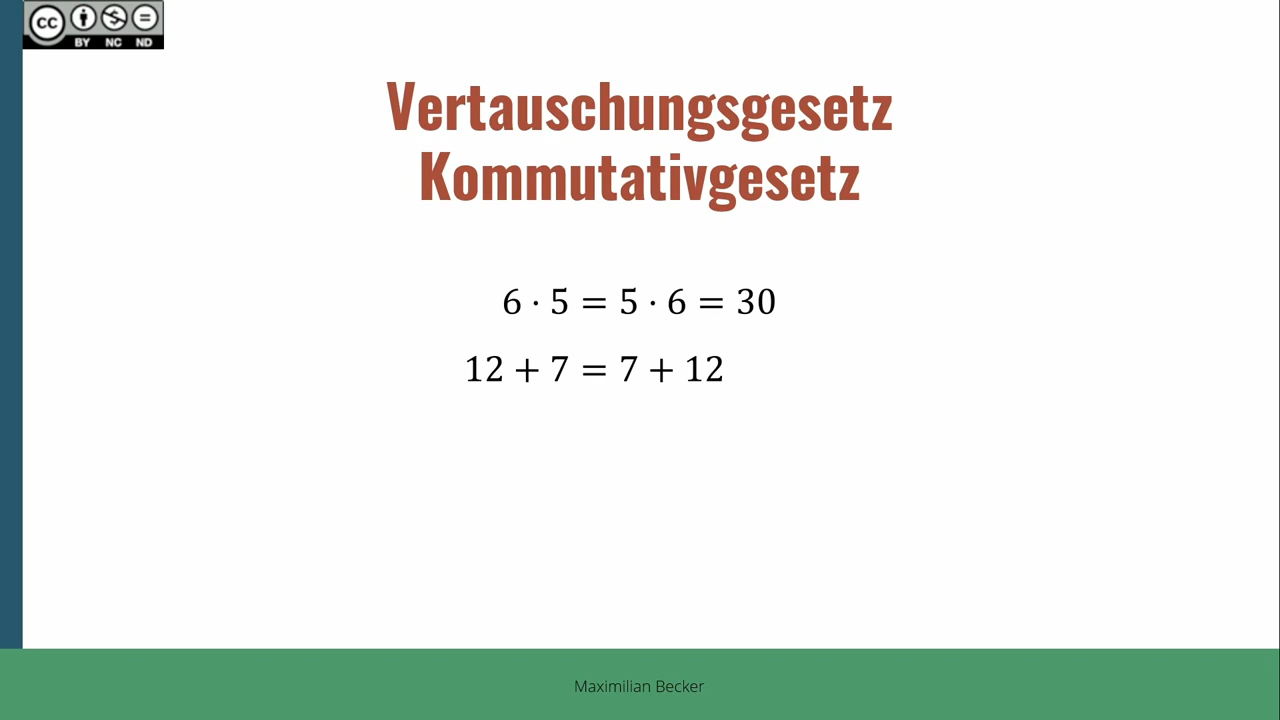 cc
BY NC ND
Vertauschungsgesetz
Kommutativgesetz
6 · 5 = 5 · 6 = 30
12 + 7 = 7 + 12
Maximilian Becker